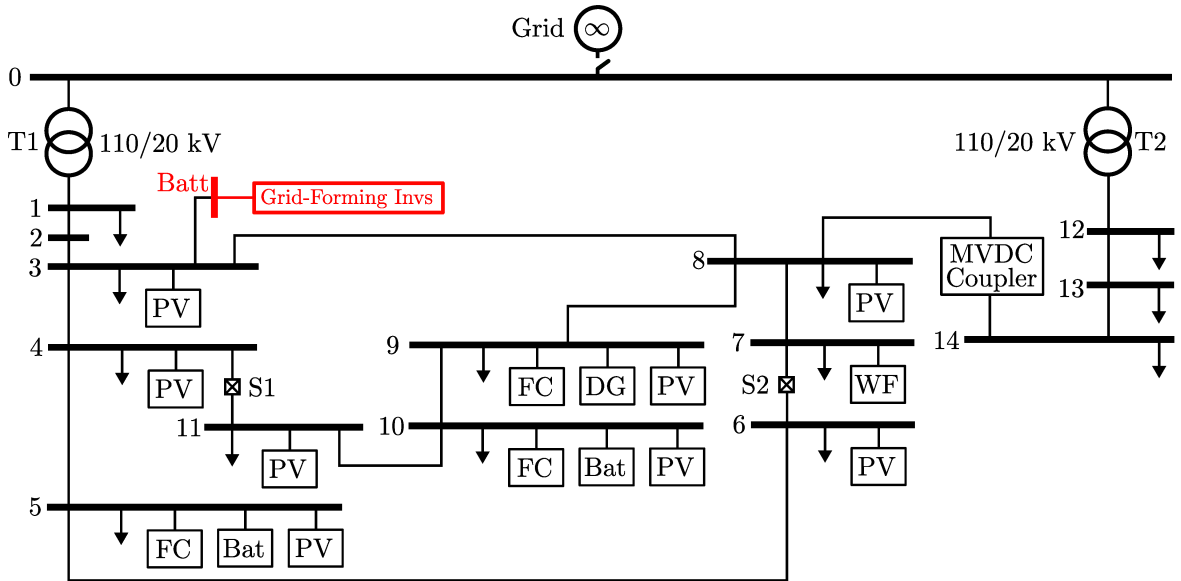 Grid ∞
0
T1 110/20 kV
110/20 kV T2
Batt
Grid-Forming Invs
1
2
3
PV
8
PV
MVDC
Coupler
12
13
14
4
PV
S1
9
FC DG PV
7
S2
WF
11
PV
10
FC Bat PV
6
PV
5
FC Bat PV